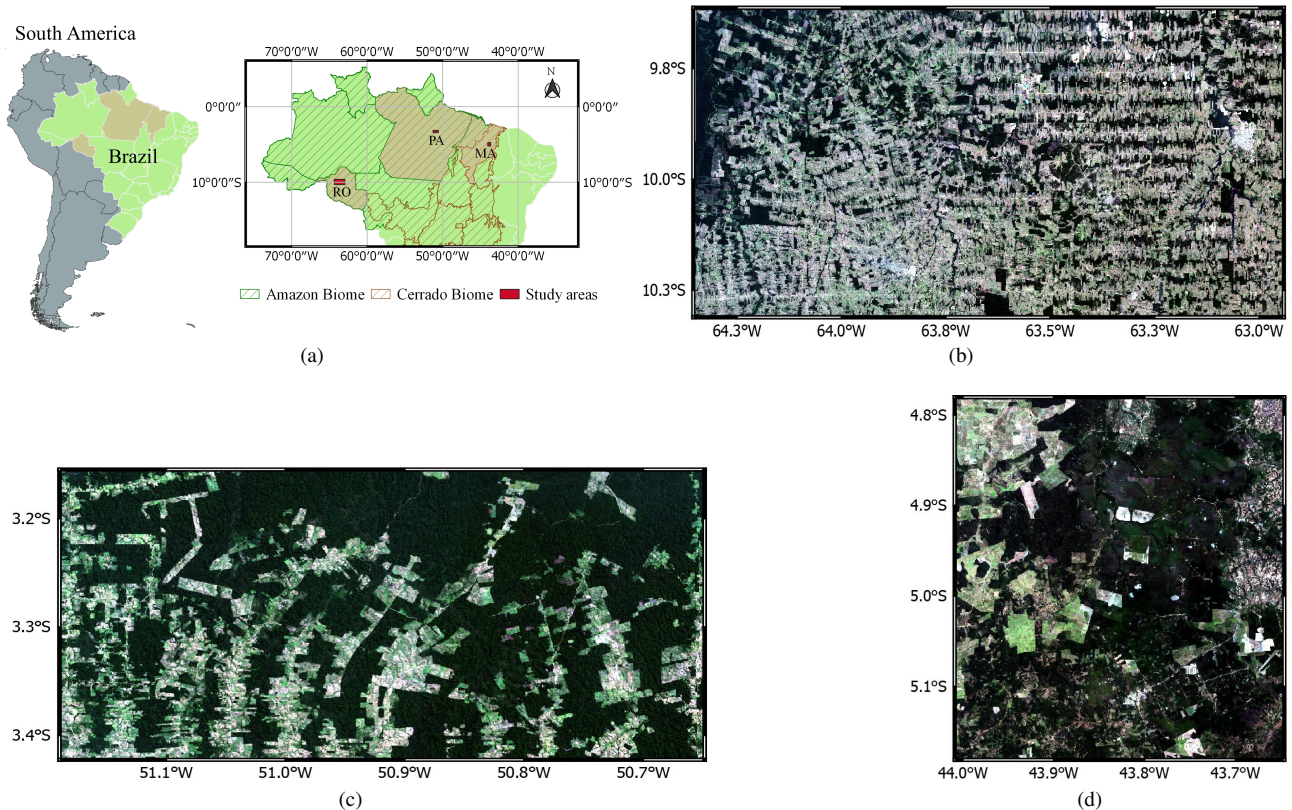 South America
Brazil
70°0'0"W 60°0'0"W 50°0'0"W 40°0'0"W
N
0°0'0"
0°0'0"
PA
MA
10°0'0"S
10°0'0"S
RO
70°0'0"W 60°0'0"W 50°0'0"W 40°0'0"W
Amazon Biome Cerrado Biome Study areas
(a)
9.8°S
10.0°S
10.3°S
64.3°W 64.0°W 63.8°W 63.5°W 63.3°W 63.0°W
(b)
3.2°S
3.3°S
3.4°S
51.1°W 51.0°W 50.9°W 50.8°W 50.7°W
(c)
4.8°S
4.9°S
5.0°S
5.1°S
44.0°W 43.9°W 43.8°W 43.7°W
(d)